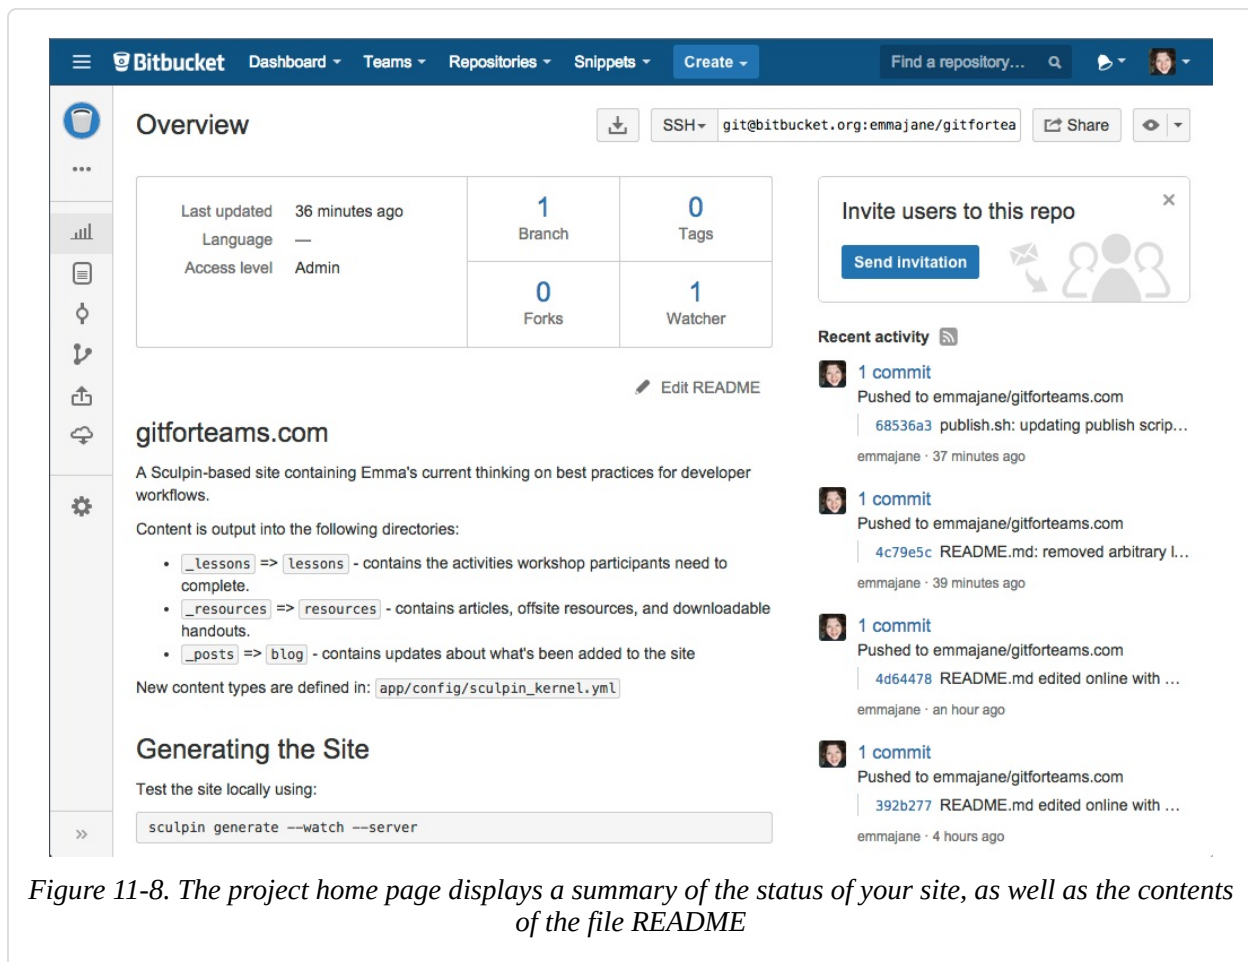 Bitbucket Dashboard Teams Repositories Snippets Create Find a repository...
Overview
SSH git@bitbucket.org:emmajane/gitfortea Share
Last updated 36 minutes ago
Language —
Access level Admin
1
Branch
0
Tags
0
Forks
1
Watcher
Edit README
gitforteams.com
A Sculpin-based site containing Emma's current thinking on best practices for developer
workflows.
Content is output into the following directories:
• _lessons => lessons - contains the activities workshop participants need to
complete.
• _resources => resources - contains articles, offsite resources, and downloadable
handouts.
• _posts => blog - contains updates about what's been added to the site
New content types are defined in: app/config/sculpin_kernel.yml
Generating the Site
Test the site locally using:
sculpin generate --watch --server
Invite users to this repo
Send invitation
Recent activity
1 commit
Pushed to emmajane/gitforteams.com
68536a3 publish.sh: updating publish scrip...
emmajane · 37 minutes ago
1 commit
Pushed to emmajane/gitforteams.com
4c79e5c README.md: removed arbitrary l...
emmajane · 39 minutes ago
1 commit
Pushed to emmajane/gitforteams.com
4d64478 README.md edited online with ...
emmajane · an hour ago
1 commit
Pushed to emmajane/gitforteams.com
392b277 README.md edited online with ...
emmajane · 4 hours ago
Figure 11-8. The project home page displays a summary of the status of your site, as well as the contents
of the file README